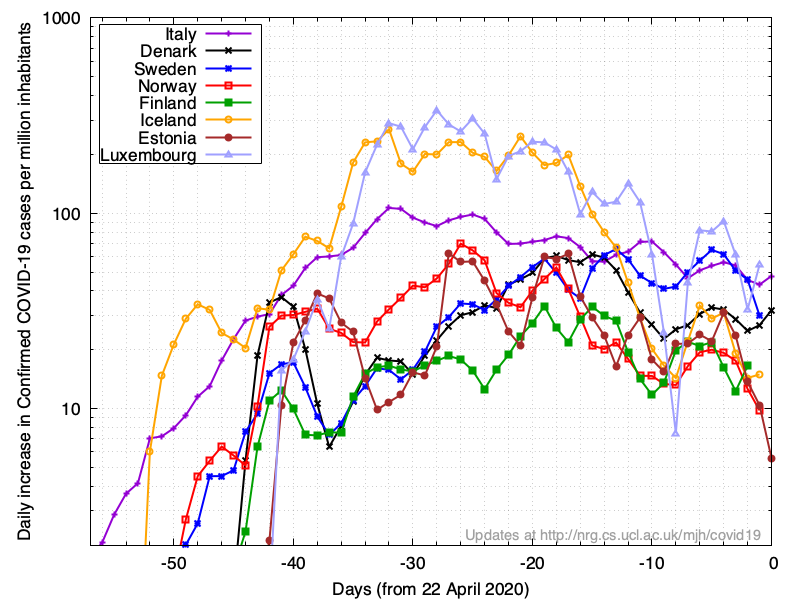 1000
100
10
Daily increase in Confirmed COVID-19 cases per million inhabitants
Italy
Denark
Sweden
Norway
Finland
Iceland
Estonia
Luxembourg
Updates at http://nrg.cs.ucl.ac.uk/mjh/covid19
-50 -40 -30 -20 -10 0
Days (from 22 April 2020)